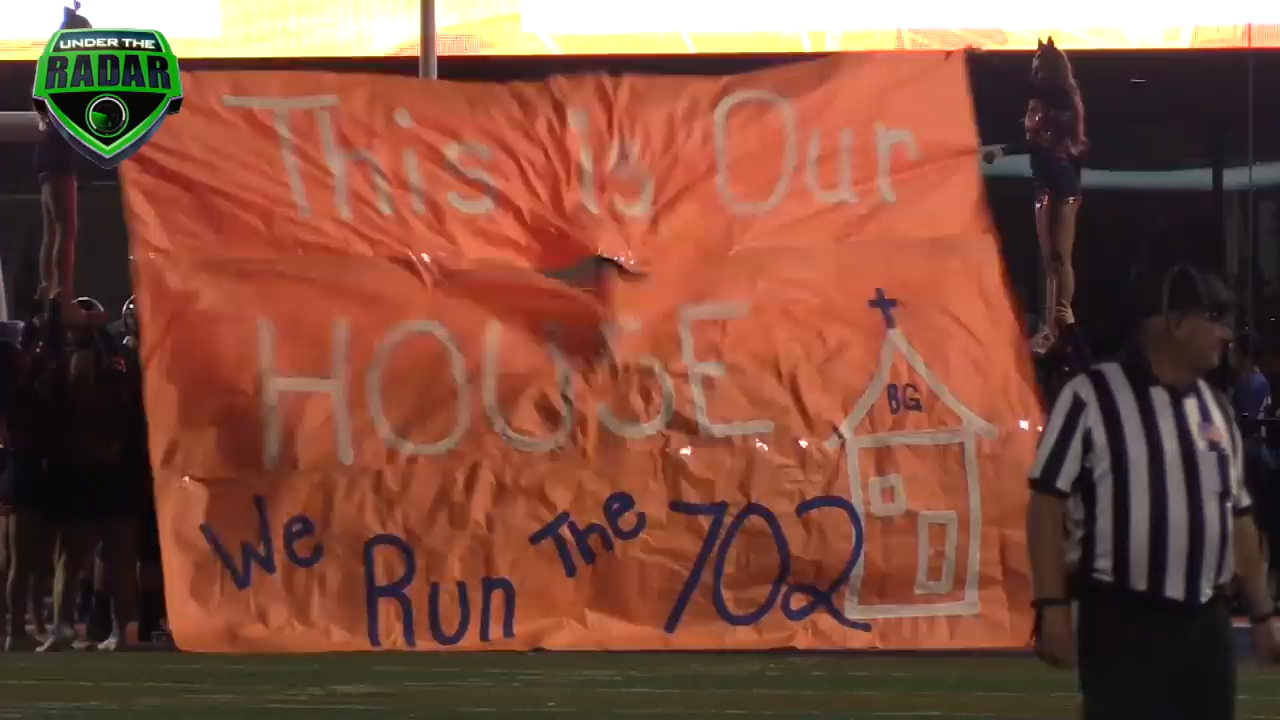 UNDER THE
RADAR
This Is Our
HOUSE
BG
We Run The 702